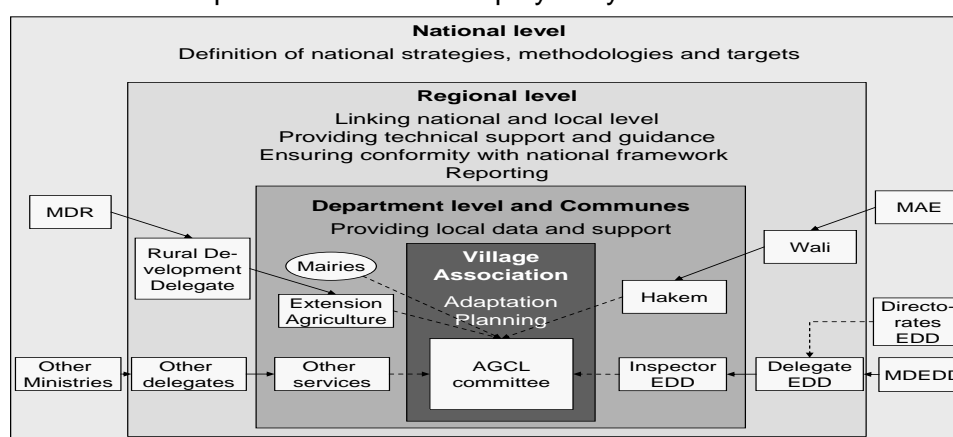 National level
Definition of national strategies, methodologies and targets
Regional level
Linking national and local level
Providing technical support and guidance
Ensuring conformity with national framework
Reporting
Department level and Communes
Providing local data and support
Village
Association
Adaptation
Planning
MDR
Rural De-
velopment
Delegate
Mairies
Extension
Agriculture
Hakem
Wali
MAE
Directo-
rates
EDD
Other
Ministries
Other
delegates
Other
services
AGCL
committee
Inspector
EDD
Delegate
EDD
MDEDD